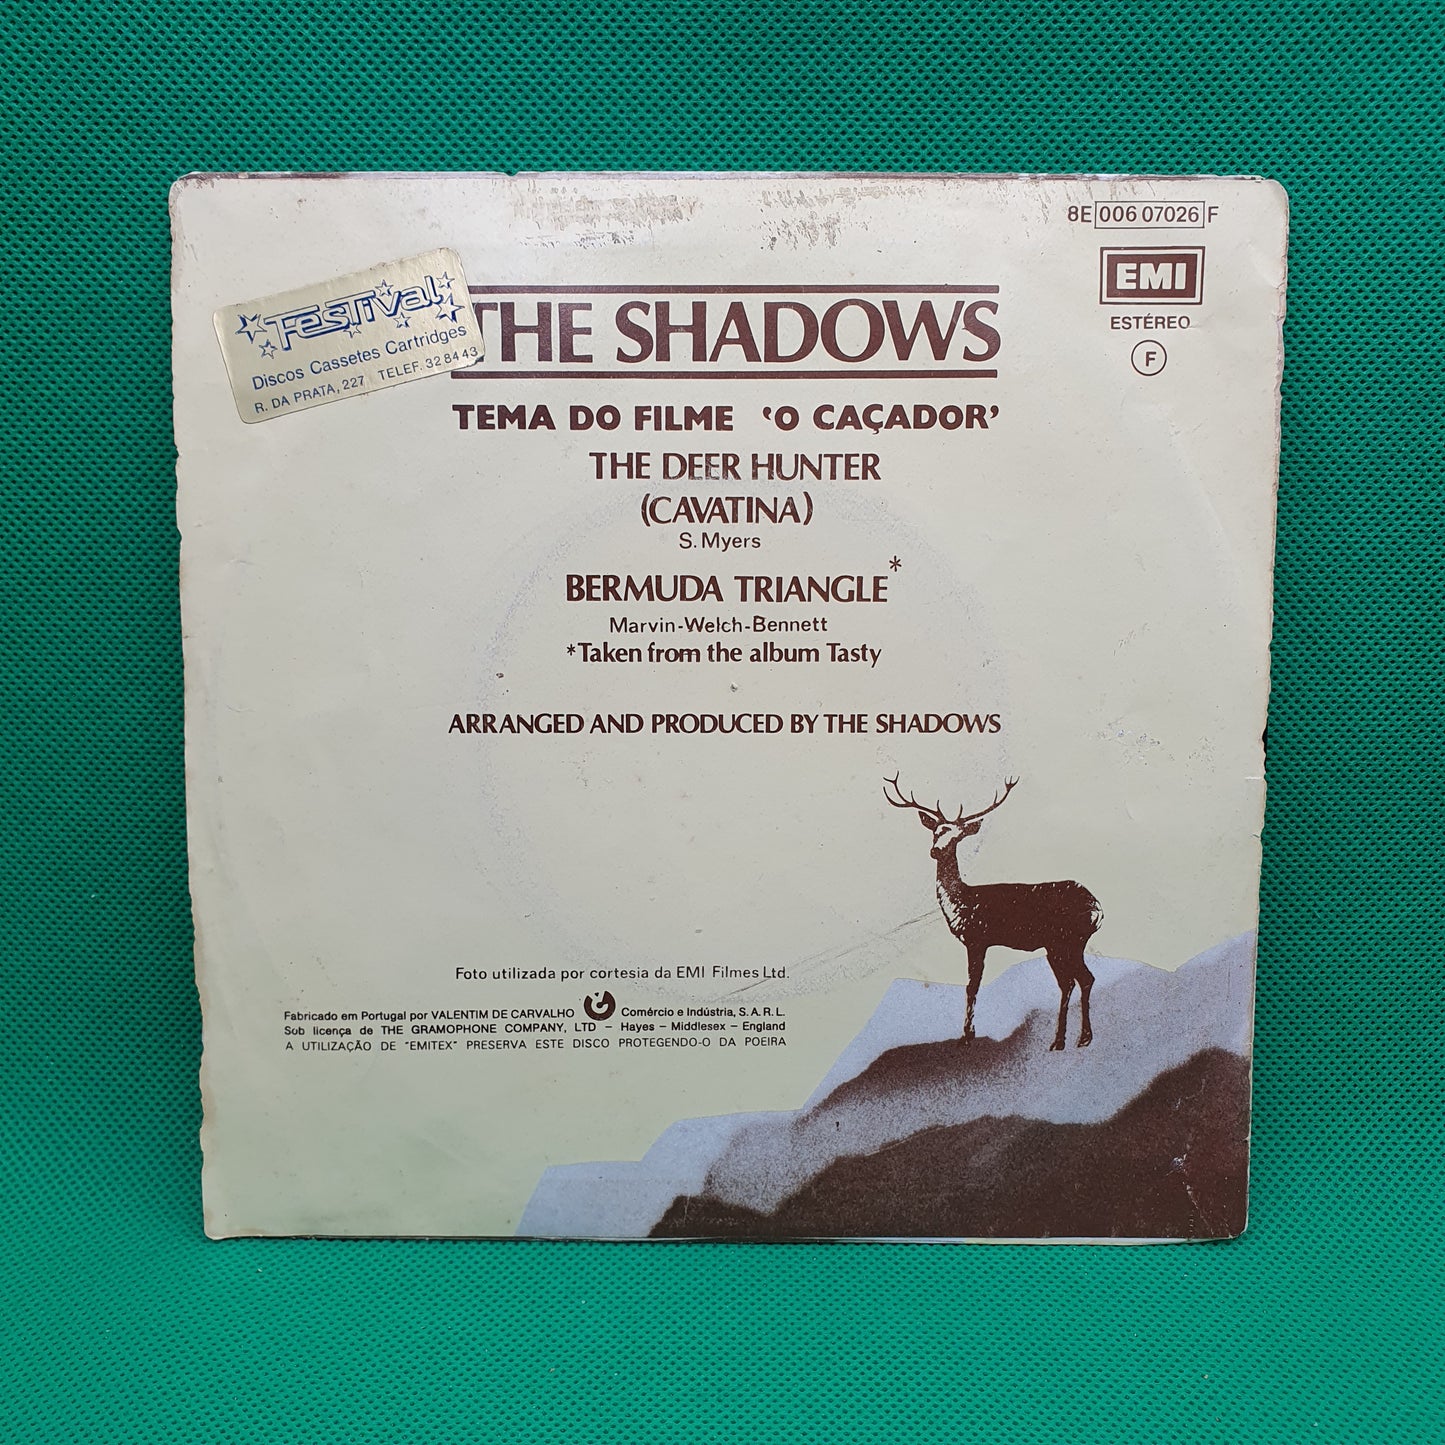 8E 006 07026 F
EMI
ESTÉREO
F
Festival
Discos Cassetes Cartridges
R. DA PRATA, 227 TELEF. 32 84 43
THE SHADOWS
TEMA DO FILME ‘O CAÇADOR’
THE DEER HUNTER
(CAVATINA)
S. Myers
BERMUDA TRIANGLE*
Marvin-Welch-Bennett
*Taken from the album Tasty
ARRANGED AND PRODUCED BY THE SHADOWS
Foto utilizada por cortesia da EMI Filmes Ltd.
Fabricado em Portugal por VALENTIM DE CARVALHO Comércio e Indústria, S.A.R.L.
Sob licença de THE GRAMOPHONE COMPANY, LTD – Hayes – Middlesex – England
A UTILIZAÇÃO DE "EMITEX" PRESERVA ESTE DISCO PROTEGENDO-O DA POEIRA